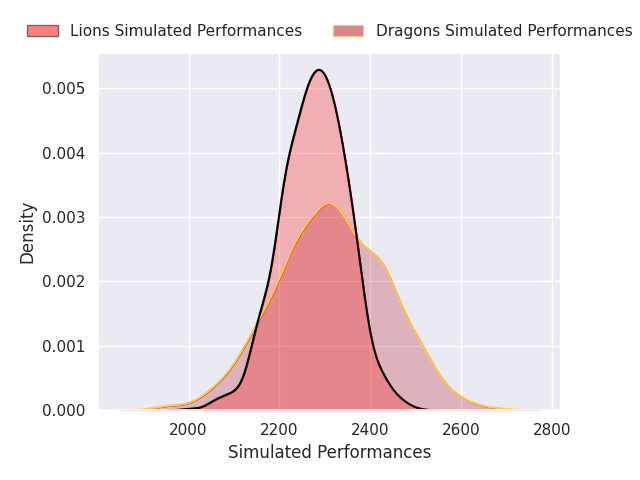 Lions Simulated Performances
Dragons Simulated Performances
0.005
0.004
0.003
0.002
0.001
0.000
Density
2000 2200 2400 2600 2800
Simulated Performances